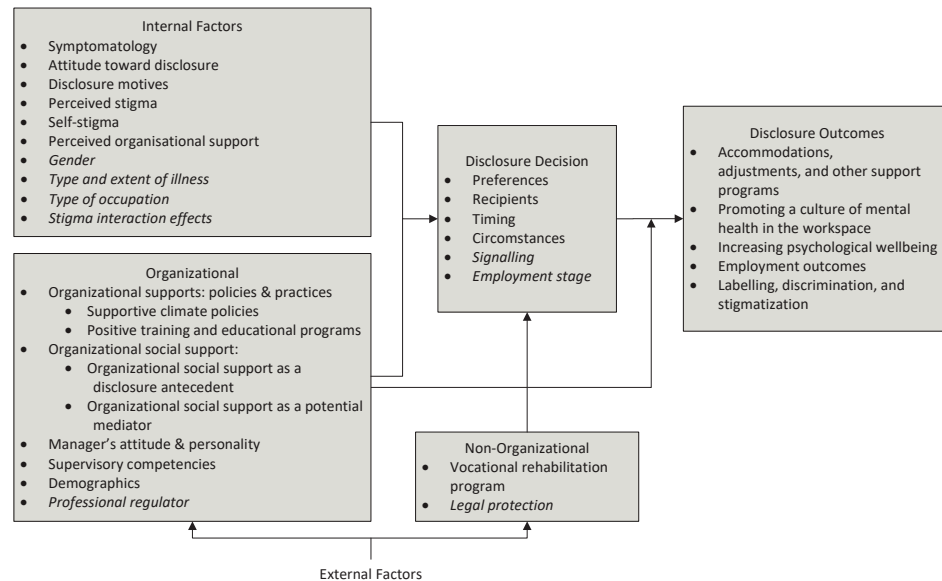 Internal Factors
• Symptomatology
• Attitude toward disclosure
• Disclosure motives
• Perceived stigma
• Self-stigma
• Perceived organisational support
• Gender
• Type and extent of illness
• Type of occupation
• Stigma interaction effects
Organizational
• Organizational supports: policies & practices
• Supportive climate policies
• Positive training and educational programs
• Organizational social support:
• Organizational social support as a
disclosure antecedent
• Organizational social support as a potential
mediator
• Manager’s attitude & personality
• Supervisory competencies
• Demographics
• Professional regulator
Disclosure Decision
• Preferences
• Recipients
• Timing
• Circumstances
• Signalling
• Employment stage
Non-Organizational
• Vocational rehabilitation
program
• Legal protection
Disclosure Outcomes
• Accommodations,
adjustments, and other support
programs
• Promoting a culture of mental
health in the workspace
• Increasing psychological wellbeing
• Employment outcomes
• Labelling, discrimination, and
stigmatization
External Factors